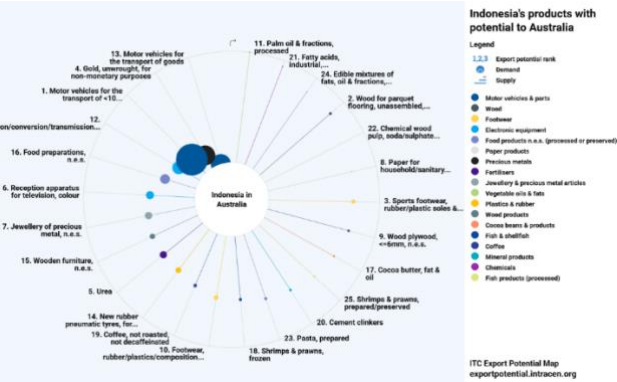 Indonesia's products with
potential to Australia
Legend
1,2,3 Export potential rank
Demand
Supply
Motor vehicles & parts
Wood
Footwear
Electronic equipment
Food products n.e.s. (processed or preserved)
Paper products
Precious metals
Fertilisers
Jewellery & precious metal articles
Vegetable oils & fats
Plastics & rubber
Wood products
Cocoa beans & products
Fish & shellfish
Coffee
Mineral products
Chemicals
Fish products (processed)
ITC Export Potential Map
exportpotential.intracen.org
11. Palm oil & fractions,
processed
21. Fatty acids,
industrial,...
24. Edible mixtures of
fats, oil & fractions,...
2. Wood for parquet
flooring, unassembled,...
22. Chemical wood
pulp, soda/sulphate...
8. Paper for
household/sanitary...
3. Sports footwear,
rubber/plastic soles &...
9. Wood plywood,
<=6mm, n.e.s.
17. Cocoa butter, fat &
oil
25. Shrimps & prawns,
prepared/preserved
20. Cement clinkers
23. Pasta, prepared
18. Shrimps & prawns,
frozen
10. Footwear,
rubber/plastics/composition...
19. Coffee, not roasted,
not decaffeinated
14. New rubber
pneumatic tyres, for...
5. Urea
15. Wooden furniture,
n.e.s.
7. Jewellery of precious
metal, n.e.s.
6. Reception apparatus
for television, colour
16. Food preparations,
n.e.s.
12.
on/conversion/transmission...
1. Motor vehicles for the
transport of <10...
4. Gold, unwrought, for
non-monetary purposes
13. Motor vehicles for
the transport of goods
Indonesia in
Australia